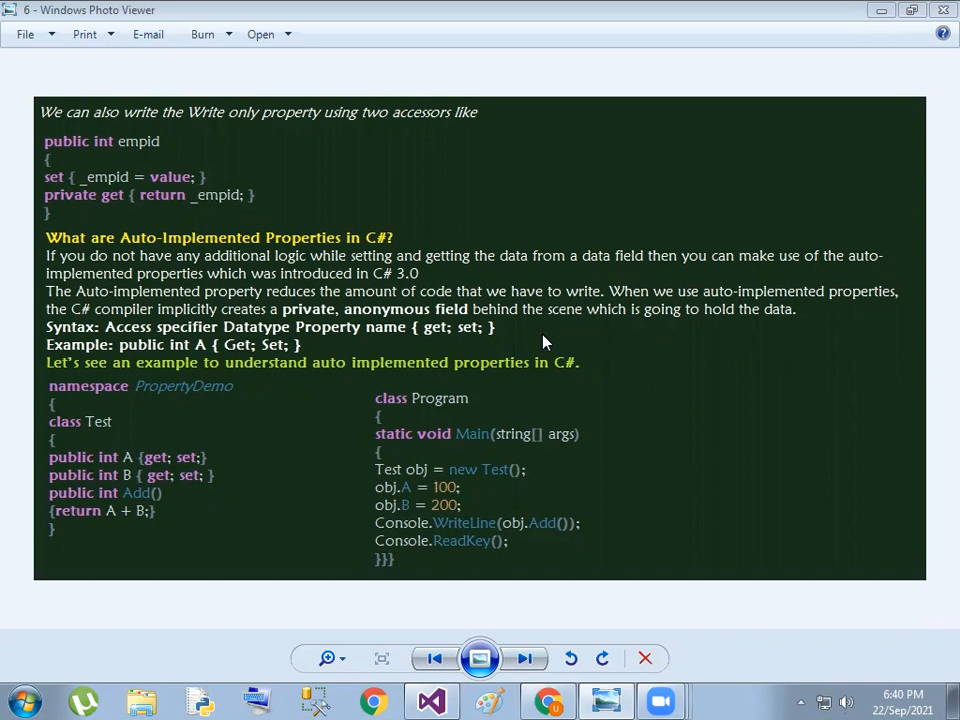 6 - Windows Photo Viewer
File Print E-mail Burn Open
We can also write the Write only property using two accessors like
public int empid
{
set { _empid = value; }
private get { return _empid; }
}
What are Auto-Implemented Properties in C#?
If you do not have any additional logic while setting and getting the data from a data field then you can make use of the auto-
implemented properties which was introduced in C# 3.0
The Auto-implemented property reduces the amount of code that we have to write. When we use auto-implemented properties,
the C# compiler implicitly creates a private, anonymous field behind the scene which is going to hold the data.
Syntax: Access specifier Datatype Property name { get; set; }
Example: public int A { Get; Set; }
Let's see an example to understand auto implemented properties in C#.
namespace PropertyDemo
{
class Test
{
public int A {get; set;}
public int B { get; set; }
public int Add()
{return A + B;}
}
class Program
{
static void Main(string[] args)
{
Test obj = new Test();
obj.A = 100;
obj.B = 200;
Console.WriteLine(obj.Add());
Console.ReadKey();
}}}
6:40 PM
22/Sep/2021